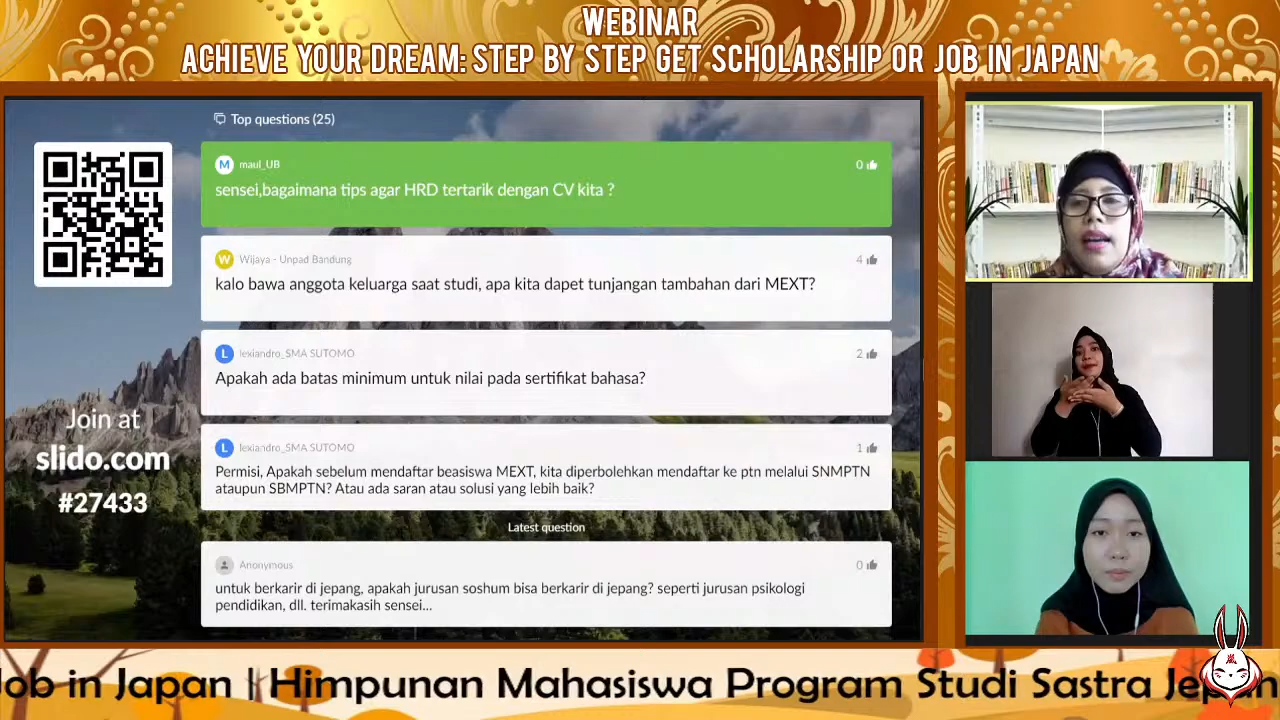 WEBINAR
ACHIEVE YOUR DREAM: STEP BY STEP GET SCHOLARSHIP OR JOB IN JAPAN
Top questions (25)
M maul_UB
0
sensei,bagaimana tips agar HRD tertarik dengan CV kita ?
W Wijaya - Unpad Bandung
4
kalo bawa anggota keluarga saat studi, apa kita dapet tunjangan tambahan dari MEXT?
L lexiandro_SMA SUTOMO
2
Apakah ada batas minimum untuk nilai pada sertifikat bahasa?
L lexiandro_SMA SUTOMO
1
Permisi, Apakah sebelum mendaftar beasiswa MEXT, kita diperbolehkan mendaftar ke ptn melalui SNMPTN
ataupun SBMPTN? Atau ada saran atau solusi yang lebih baik?
Latest question
Anonymous
0
untuk berkarir di jepang, apakah jurusan soshum bisa berkarir di jepang? seperti jurusan psikologi
pendidikan, dll. terimakasih sensei...
Join at
slido.com
#27433
Job in Japan | Himpunan Mahasiswa Program Studi Sastra Jepan